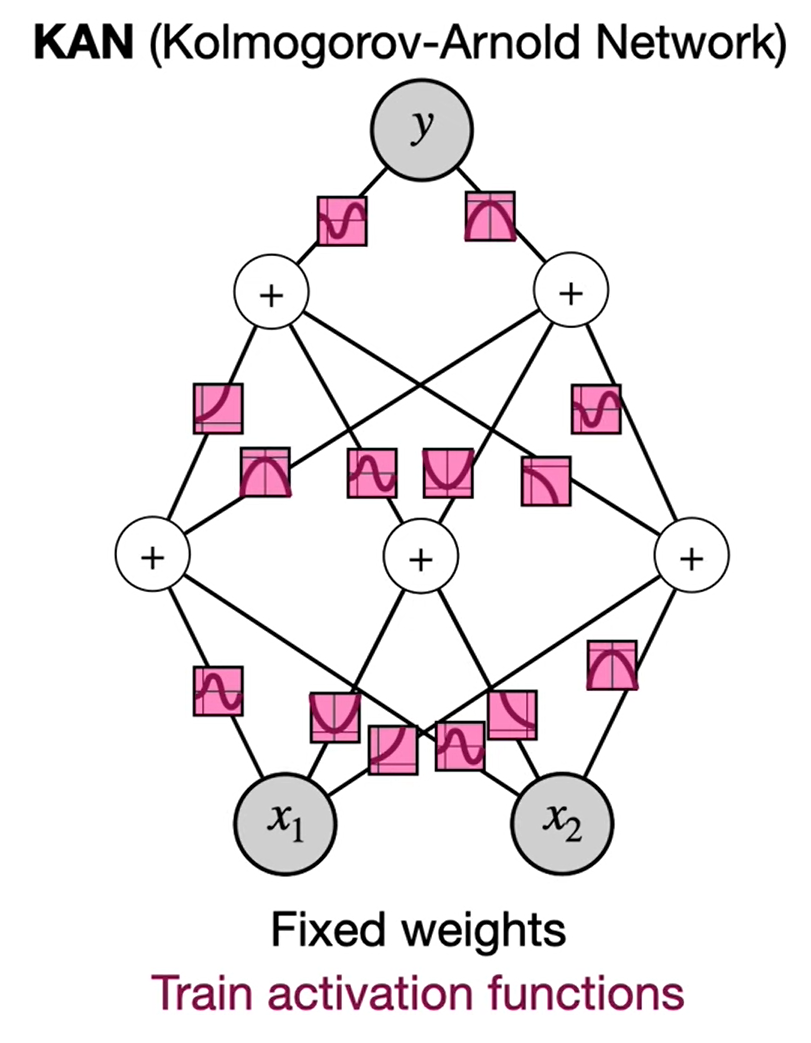 KAN (Kolmogorov-Arnold Network)
y
+ +
+ + +
x₁ x₂
Fixed weights
Train activation functions